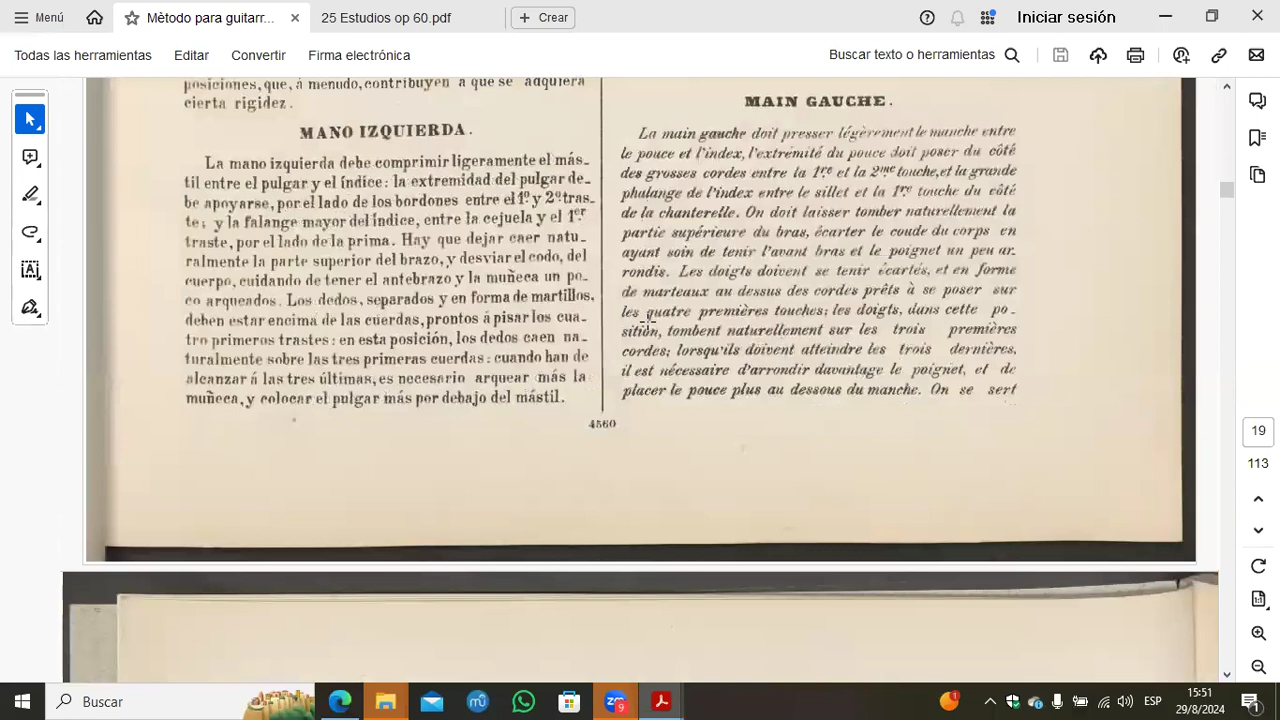 Menú
Mètodo para guitarr...
25 Estudios op 60.pdf
Crear
Iniciar sesión
Todas las herramientas
Editar
Convertir
Firma electrónica
Buscar texto o herramientas
posiciones, que, á menudo, contribuyen a que se adquiera
cierta rigidez.
MANO IZQUIERDA.
La mano izquierda debe comprimir ligeramente el más-
til entre el pulgar y el índice: la extremidad del pulgar de-
be apoyarse, por el lado de los bordones entre el 1º y 2º tras-
te; y la falange mayor del índice, entre la cejuela y el 1er
traste, por el lado de la prima. Hay que dejar caer natu-
ralmente la parte superior del brazo, y desviar el codo, del
cuerpo, cuidando de tener el antebrazo y la muñeca un po-
co arqueados. Los dedos, separados y en forma de martillos,
deben estar encima de las cuerdas, prontos á pisar los cua-
tro primeros trastes: en esta posición, los dedos caen na-
turalmente sobre las tres primeras cuerdas: cuando han de
alcanzar á las tres últimas, es necesario arquear más la
muñeca, y colocar el pulgar más por debajo del mástil.
MAIN GAUCHE.
La main gauche doit presser légèrement le manche entre
le pouce et l'index, l'extrémité du pouce doit poser du côté
des grosses cordes entre la 1re et la 2me touche, et la grande
phalange de l'index entre le sillet et la 1re touche du côté
de la chanterelle. On doit laisser tomber naturellement la
partie supérieure du bras, écarter le coude du corps en
ayant soin de tenir l'avant bras et le poignet un peu ar-
rondis. Les doigts doivent se tenir écartés, et en forme
de marteaux au dessus des cordes prêts à se poser sur
les quatre premières touches; les doigts, dans cette po-
sition, tombent naturellement sur les trois premières
cordes; lorsqu'ils doivent atteindre les trois dernières,
il est nécessaire d'arrondir davantage le poignet, et de
placer le pouce plus au dessous du manche. On se sert
4560
19
113
Buscar
9
1
ESP
15:51
29/8/2024
1